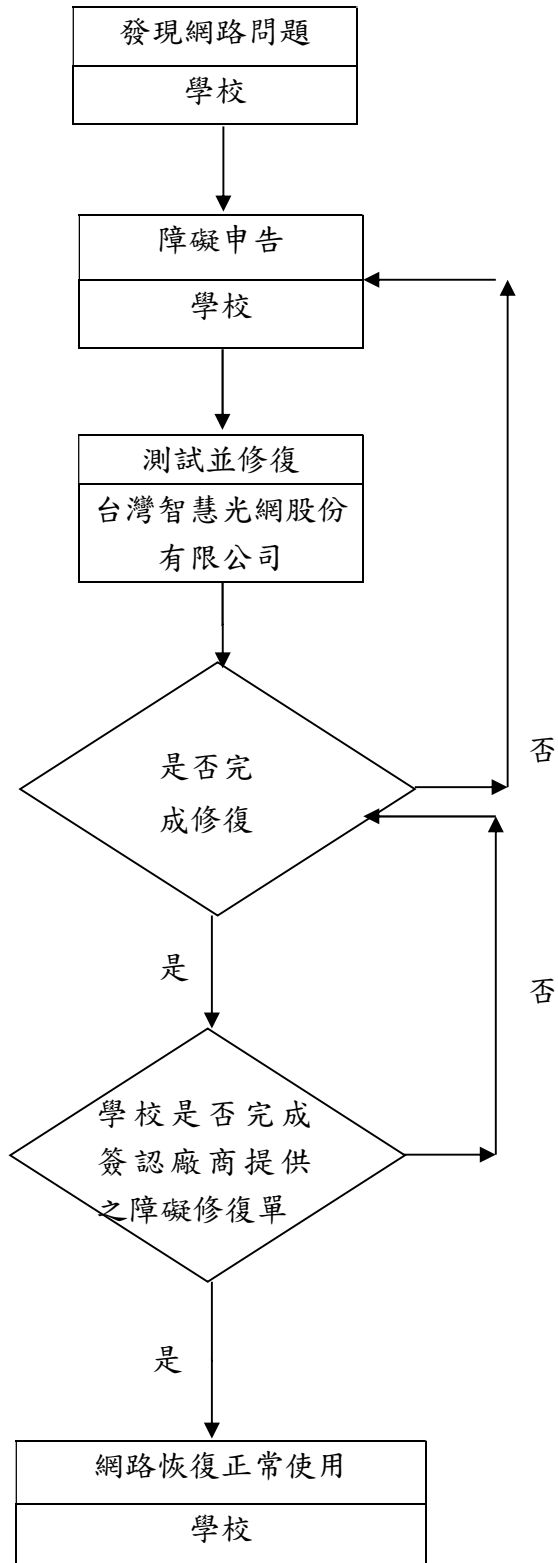 發現網路問題
學校
障礙申告
學校
測試並修復
台灣智慧光網股份
有限公司
是否完
成修復
否
是
否
學校是否完成
簽認廠商提供
之障礙修復單
是
網路恢復正常使用
學校